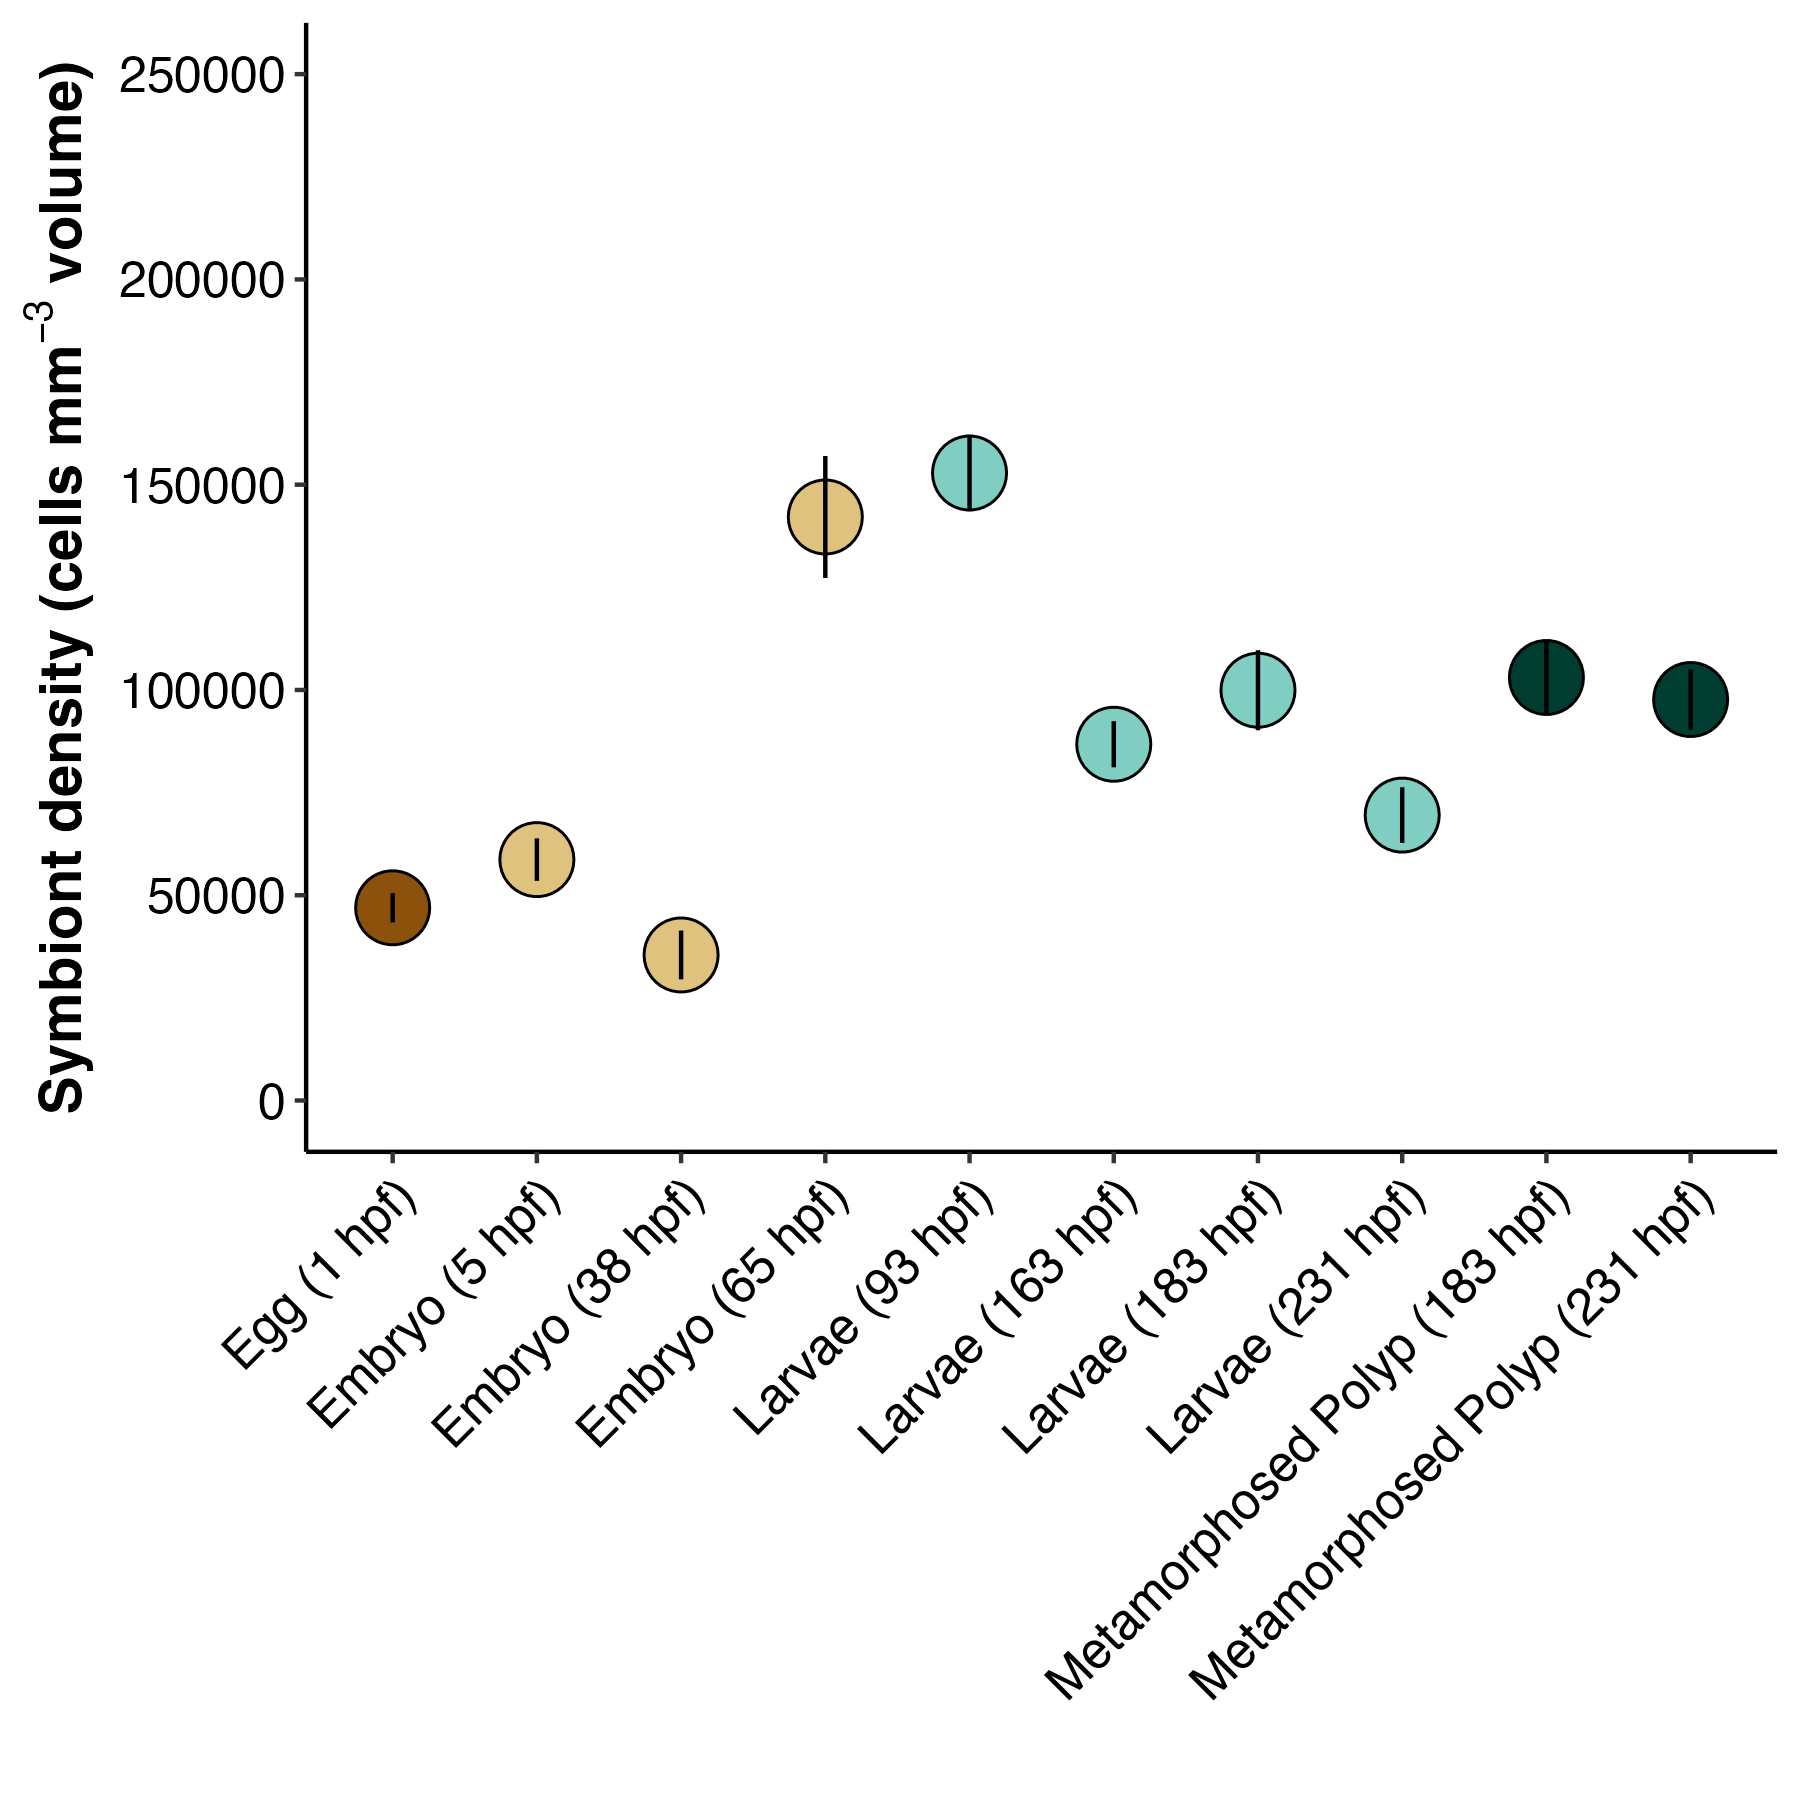 Symbiont density (cells mm⁻³ volume)
250000
200000
150000
100000
50000
0
Egg (1 hpf)
Embryo (5 hpf)
Embryo (38 hpf)
Embryo (65 hpf)
Larvae (93 hpf)
Larvae (163 hpf)
Larvae (183 hpf)
Larvae (231 hpf)
Metamorphosed Polyp (183 hpf)
Metamorphosed Polyp (231 hpf)